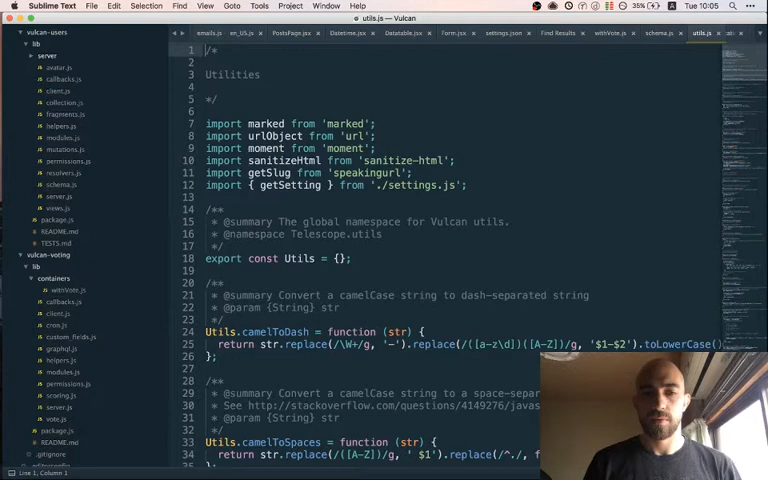 Sublime Text File Edit Selection Find View Goto Tools Project Window Help 35% A Tue 10:05
utils.js — Vulcan
emails.js en_US.js PostsPage.jsx Datetime.jsx Datatable.jsx Form.jsx settings.json Find Results withVote.js schema.js utils.js
vulcan-users
lib
server
avatar.js
callbacks.js
client.js
collection.js
fragments.js
helpers.js
modules.js
mutations.js
permissions.js
resolvers.js
schema.js
server.js
views.js
package.js
README.md
TESTS.md
vulcan-voting
lib
containers
withVote.js
callbacks.js
client.js
cron.js
custom_fields.js
graphql.js
helpers.js
modules.js
permissions.js
scoring.js
server.js
vote.js
package.js
README.md
.gitignore
1 /*
2
3 Utilities
4
5 */
6
7 import marked from 'marked';
8 import urlObject from 'url';
9 import moment from 'moment';
10 import sanitizeHtml from 'sanitize-html';
11 import getSlug from 'speakingurl';
12 import { getSetting } from './settings.js';
13
14 /**
15 * @summary The global namespace for Vulcan utils.
16 * @namespace Telescope.utils
17 */
18 export const Utils = {};
19
20 /**
21 * @summary Convert a camelCase string to dash-separated string
22 * @param {String} str
23 */
24 Utils.camelToDash = function (str) {
25 return str.replace(/\W+/g, '-').replace(/([a-z\d])([A-Z])/g, '$1-$2').toLowerCase()
26 };
27
28 /**
29 * @summary Convert a camelCase string to a space-sep
30 * See http://stackoverflow.com/questions/4149276/javas
31 * @param {String} str
32 */
33 Utils.camelToSpaces = function (str) {
34 return str.replace(/([A-Z])/g, ' $1').replace(/^./, f
35 };
Line 1, Column 1